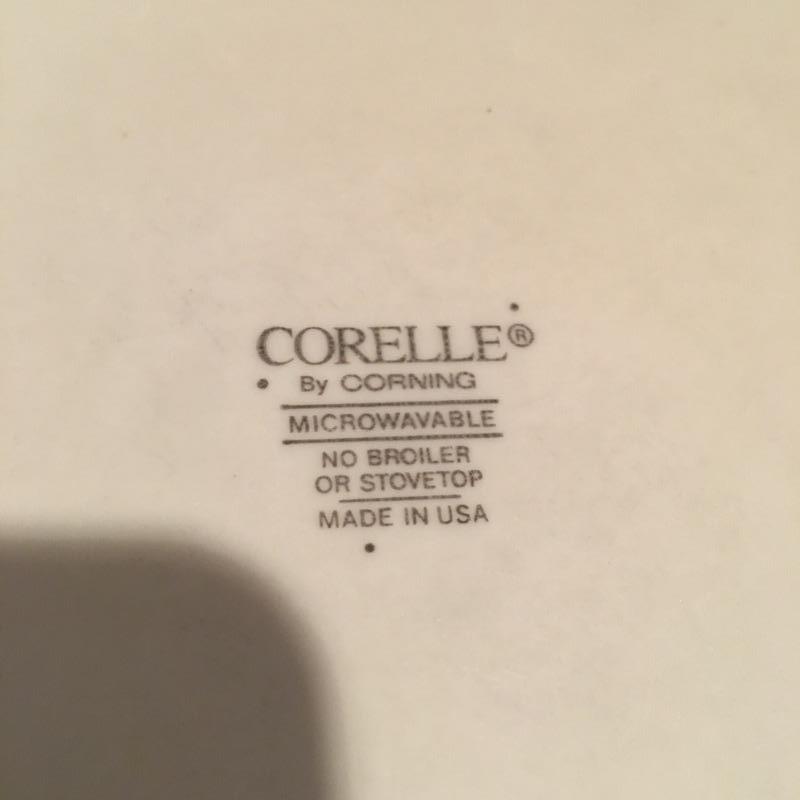 CORELLE®
By CORNING
MICROWAVABLE
NO BROILER
OR STOVETOP
MADE IN USA